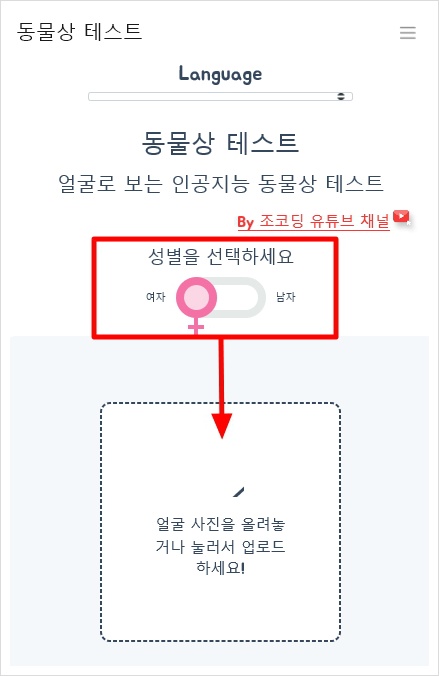 동물상 테스트
Language
동물상 테스트
얼굴로 보는 인공지능 동물상 테스트
By 조코딩 유튜브 채널
성별을 선택하세요
여자 남자
얼굴 사진을 올려놓
거나 눌러서 업로드
하세요!